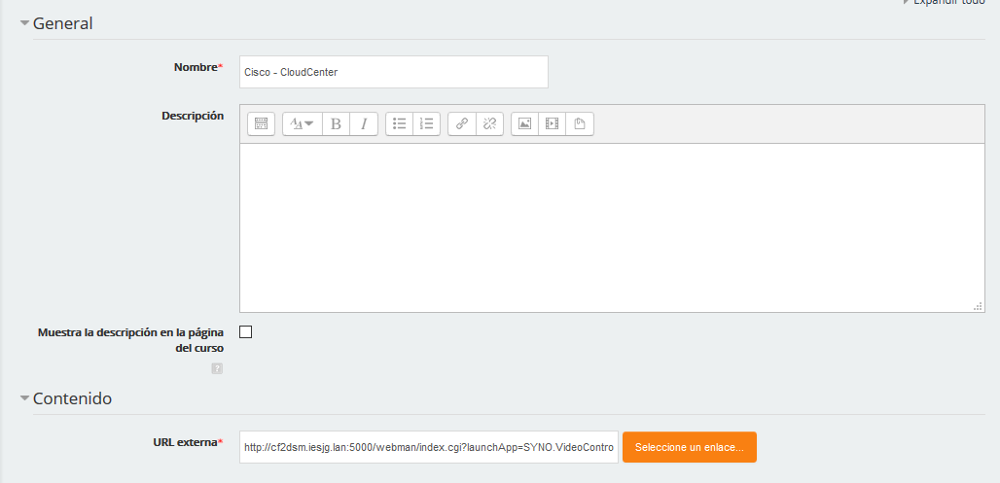 Expandir todo
General
Nombre*
Cisco - CloudCenter
Descripción
B I
Muestra la descripción en la página
del curso
?
Contenido
URL externa*
http://cf2dsm.iesjg.lan:5000/webman/index.cgi?launchApp=SYNO.VideoContro
Seleccione un enlace...